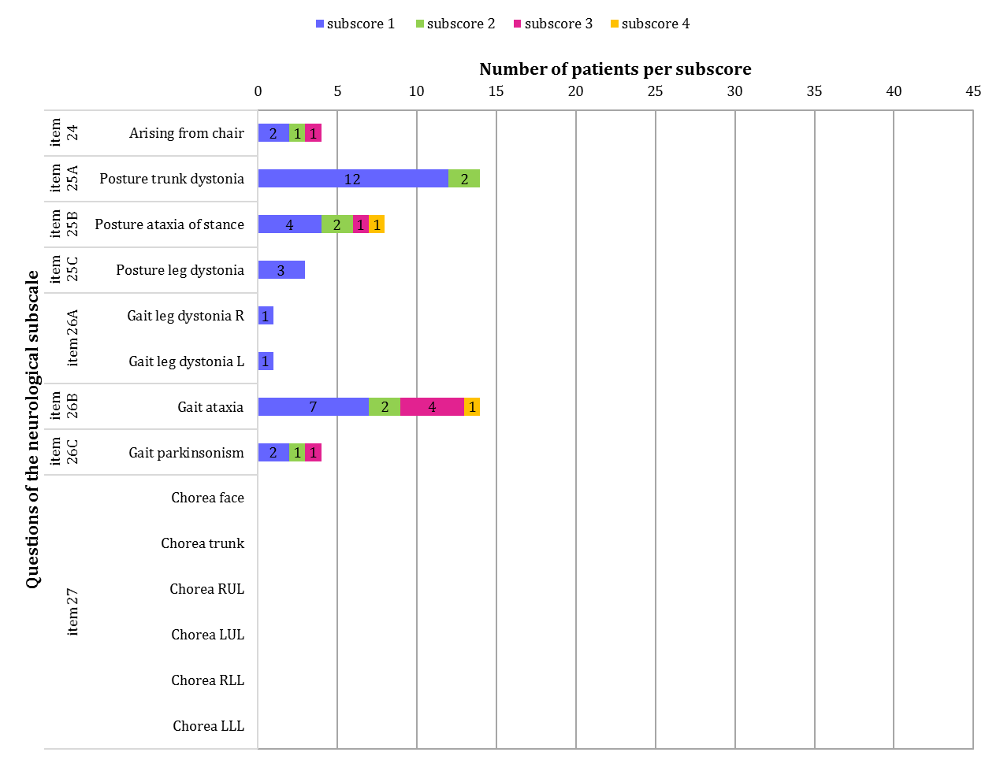 subscore 1 subscore 2 subscore 3 subscore 4
Number of patients per subscore
0 5 10 15 20 25 30 35 40 45
Questions of the neurological subscale
item
24
Arising from chair 2 1 1
item
25A
Posture trunk dystonia 12 2
item
25B
Posture ataxia of stance 4 2 1 1
item
25C
Posture leg dystonia 3
item 26A
Gait leg dystonia R 1
Gait leg dystonia L 1
item
26B
Gait ataxia 7 2 4 1
item
26C
Gait parkinsonism 2 1 1
item 27
Chorea face
Chorea trunk
Chorea RUL
Chorea LUL
Chorea RLL
Chorea LLL